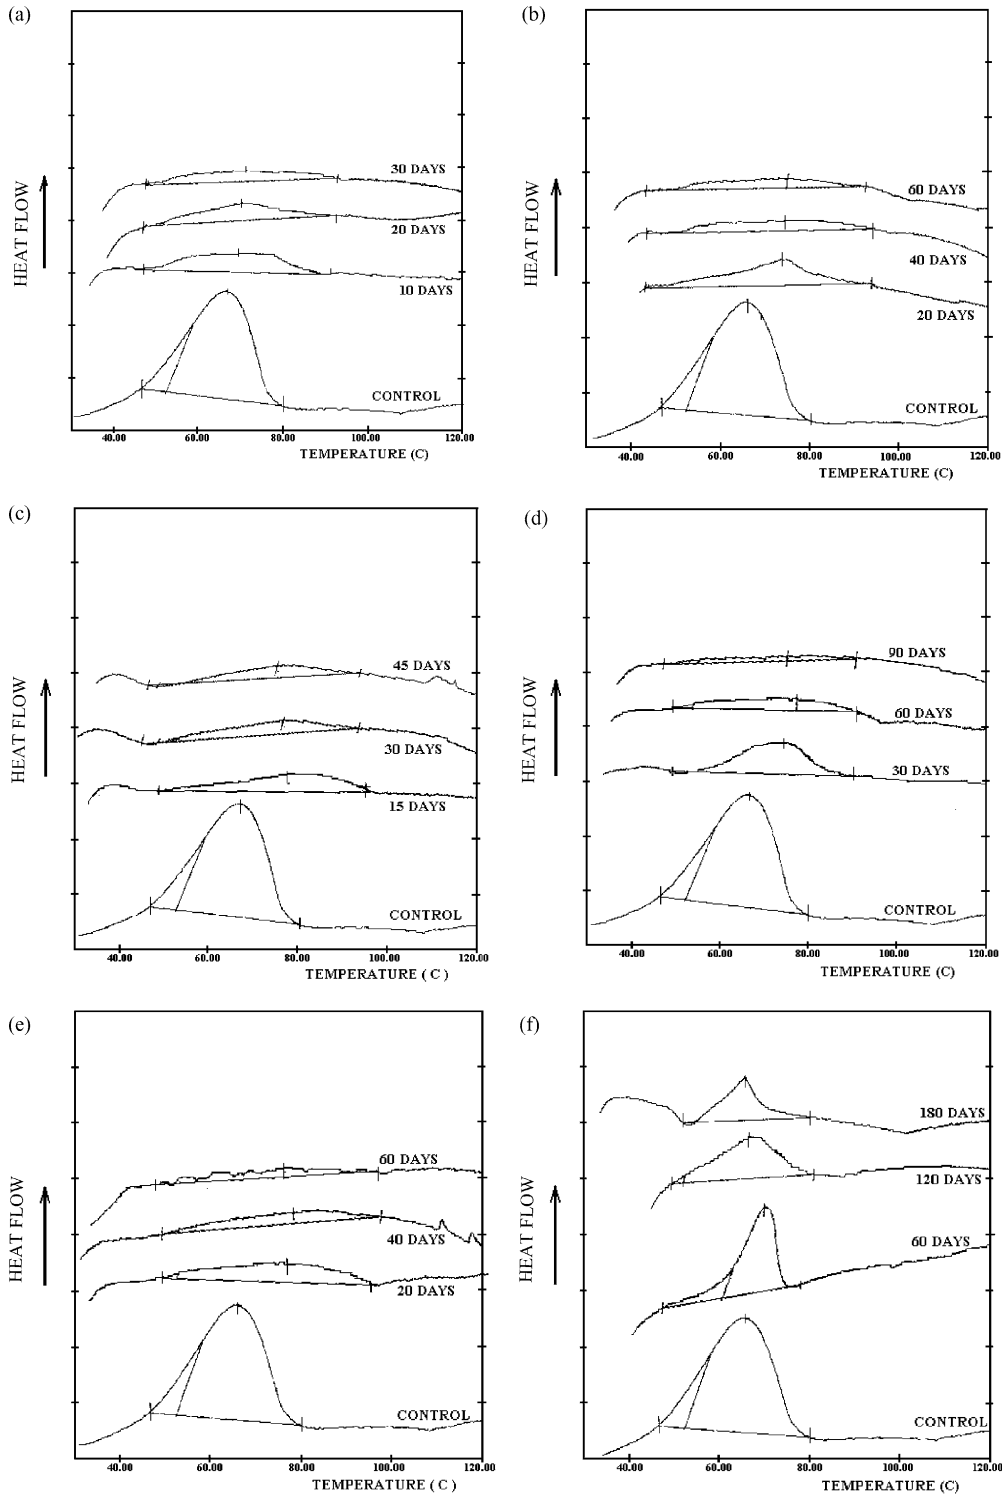 (a)
HEAT FLOW
30 DAYS
20 DAYS
10 DAYS
CONTROL
40.00 60.00 80.00 100.00 120.00
TEMPERATURE (C)
(b)
HEAT FLOW
60 DAYS
40 DAYS
20 DAYS
CONTROL
40.00 60.00 80.00 100.00 120.00
TEMPERATURE (C)
(c)
HEAT FLOW
45 DAYS
30 DAYS
15 DAYS
CONTROL
40.00 60.00 80.00 100.00 120.00
TEMPERATURE ( C )
(d)
HEAT FLOW
90 DAYS
60 DAYS
30 DAYS
CONTROL
40.00 60.00 80.00 100.00 120.00
TEMPERATURE (C)
(e)
HEAT FLOW
60 DAYS
40 DAYS
20 DAYS
CONTROL
40.00 60.00 80.00 100.00 120.00
TEMPERATURE ( C )
(f)
HEAT FLOW
180 DAYS
120 DAYS
60 DAYS
CONTROL
40.00 60.00 80.00 100.00 120.00
TEMPERATURE (C)